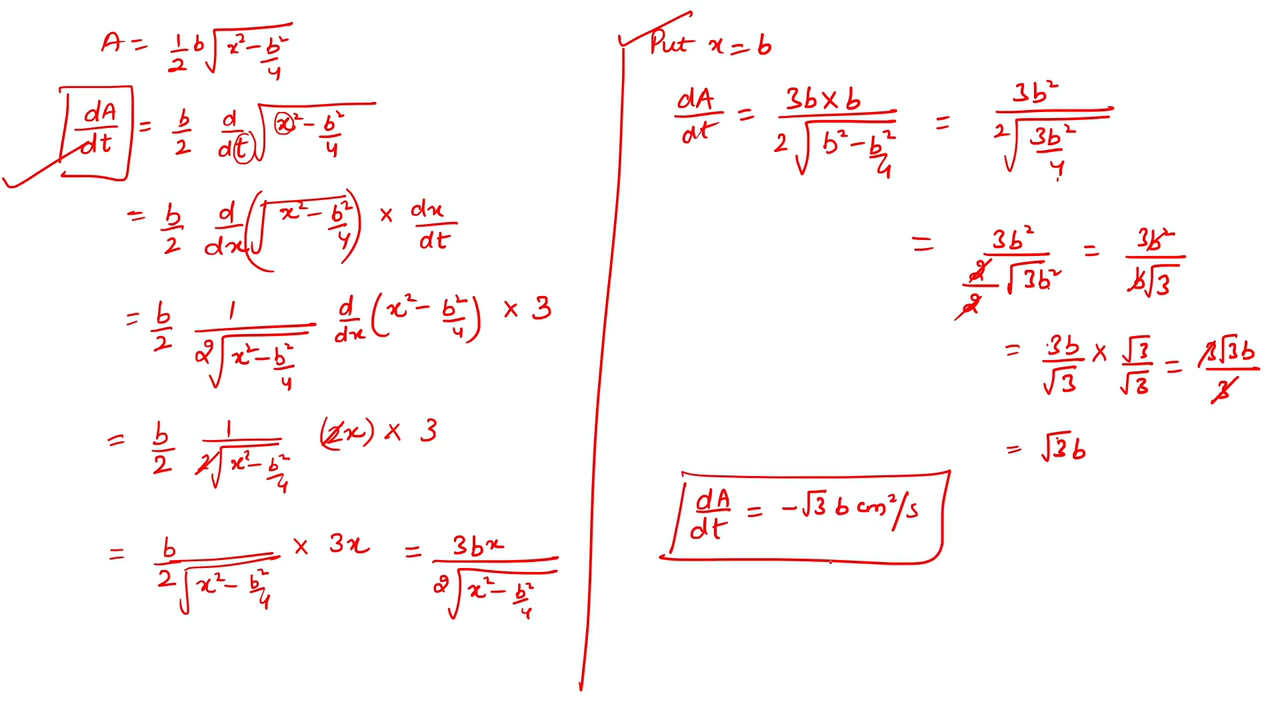 A = 1/2 b √(x² − b²/4)
dA/dt = b/2 d/dt √(x² − b²/4)
= b/2 d/dx (√(x² − b²/4)) × dx/dt
= b/2 1/(2√(x² − b²/4)) d/dx (x² − b²/4) × 3
= b/2 1/(2√(x² − b²/4)) (2x) × 3
= b/(2√(x² − b²/4)) × 3x = 3bx/(2√(x² − b²/4))
Put x = b
dA/dt = 3b×b/(2√(b² − b²/4)) = 3b²/(2√(3b²/4))
= 3b²/(2/2 √3b²) = 3b²/(b√3)
= 3b/√3 × √3/√3 = 3√3b/3
= √3b
dA/dt = −√3 b cm²/s